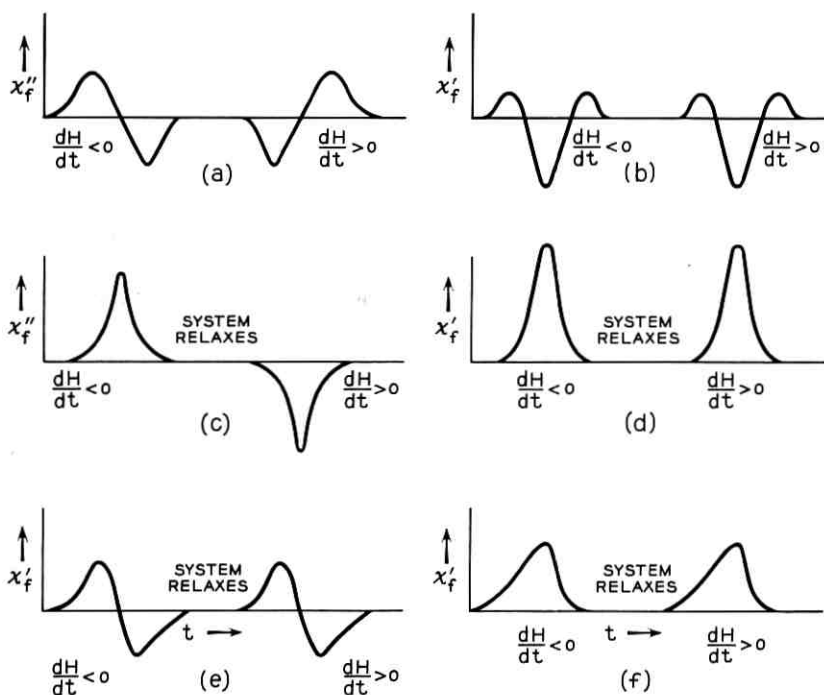 χ″f
dH/dt <0
dH/dt >0
(a)
χ′f
dH/dt <0
dH/dt >0
(b)
χ″f
SYSTEM
RELAXES
dH/dt <0
dH/dt >0
(c)
χ′f
SYSTEM
RELAXES
dH/dt <0
dH/dt >0
(d)
χ′f
SYSTEM
RELAXES
t
dH/dt <0
dH/dt >0
(e)
χ′f
SYSTEM
RELAXES
t
dH/dt <0
dH/dt >0
(f)